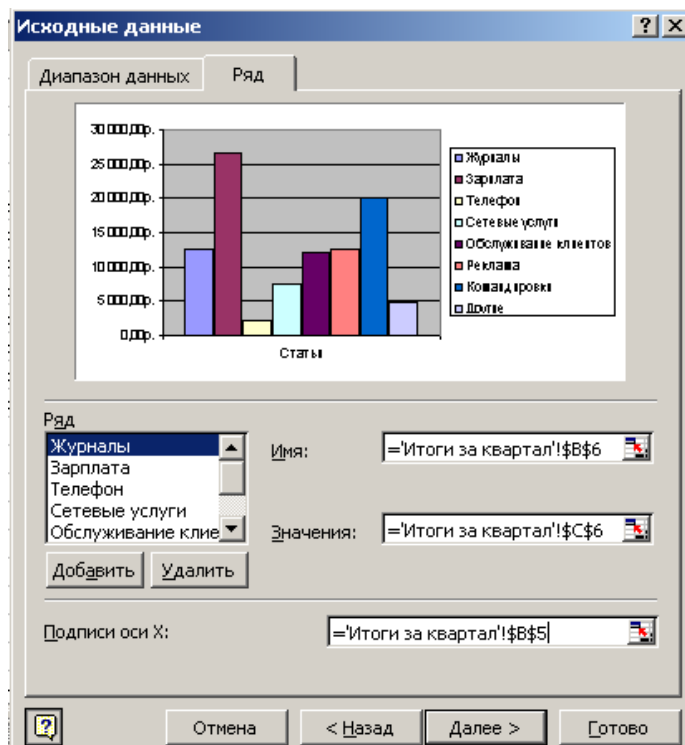 Исходные данные
Диапазон данных
Ряд
30 000,00р.
25 000,00р.
20 000,00р.
15 000,00р.
10 000,00р.
5 000,00р.
0,00р.
Статьи
Журналы
Зарплата
Телефон
Сетевые услуги
Обслуживание клиентов
Реклама
Командировки
Другие
Ряд
Журналы
Зарплата
Телефон
Сетевые услуги
Обслуживание клие
Имя:
='Итоги за квартал'!$B$6
Значения:
='Итоги за квартал'!$C$6
Добавить
Удалить
Подписи оси X:
='Итоги за квартал'!$B$5
Отмена
< Назад
Далее >
Готово